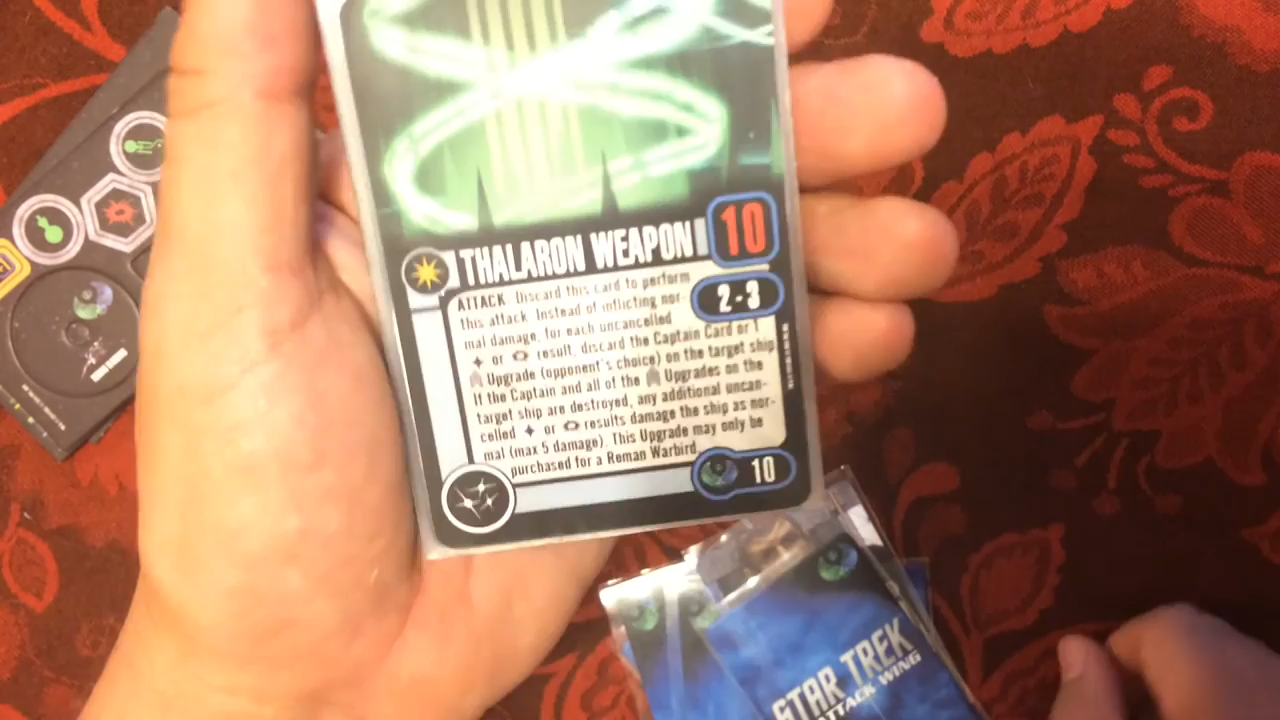 THALARON WEAPON
10
ATTACK: Discard this card to perform
this attack. Instead of inflicting nor-
mal damage, for each uncancelled
or result, discard the Captain Card or 1
Upgrade (opponent's choice) on the target ship
If the Captain and all of the Upgrades on the
target ship are destroyed, any additional uncan-
celled or results damage the ship as nor-
mal (max 5 damage). This Upgrade may only be
purchased for a Reman Warbird.
2 - 3
10
STAR TREK
ATTACK WING